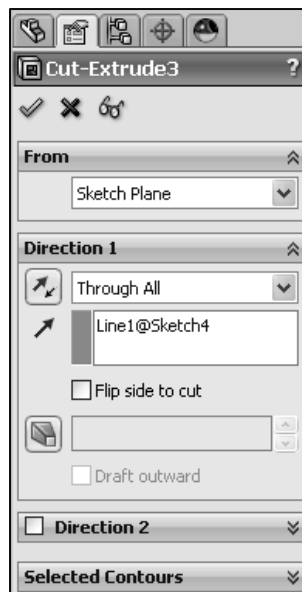 Cut-Extrude3 ?
From
Sketch Plane
Direction 1
Through All
Line1@Sketch4
Flip side to cut
Draft outward
Direction 2
Selected Contours